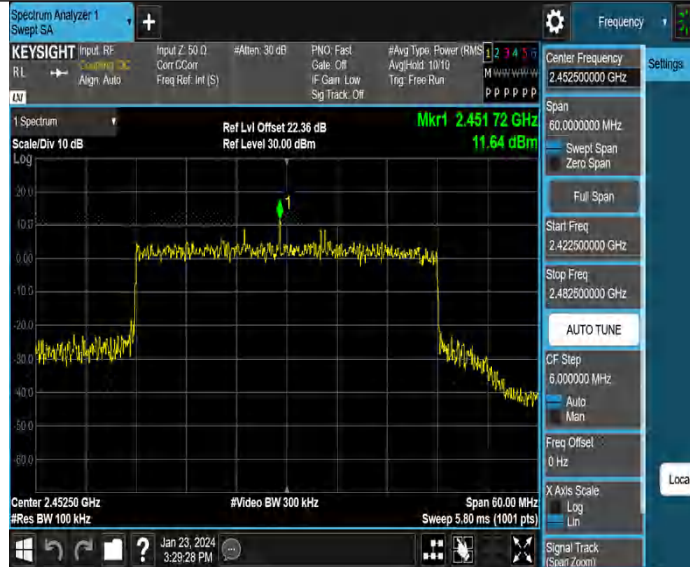 Spectrum Analyzer 1
Swept SA
+
Frequency
KEYSIGHT
RL
LXI
Input: RF
Coupling: DC
Align: Auto
Input Z: 50 Ω
Corr CCorr
Freq Ref: Int (S)
#Atten: 30 dB
PNO: Fast
Gate: Off
IF Gain: Low
Sig Track: Off
#Avg Type: Power (RMS
Avg|Hold: 10/10
Trig: Free Run
1 2 3 4 5 6
M W W W W W
P P P P P P
1 Spectrum
Scale/Div 10 dB
Log
Ref Lvl Offset 22.36 dB
Ref Level 30.00 dBm
Mkr1 2.451 72 GHz
11.64 dBm
1
20.0
10.0
0.00
-10.0
-20.0
-30.0
-40.0
-50.0
-60.0
Center 2.45250 GHz
#Res BW 100 kHz
#Video BW 300 kHz
Span 60.00 MHz
Sweep 5.80 ms (1001 pts)
?
Jan 23, 2024
3:29:28 PM
Center Frequency
2.452500000 GHz
Span
60.0000000 MHz
Swept Span
Zero Span
Full Span
Start Freq
2.422500000 GHz
Stop Freq
2.482500000 GHz
AUTO TUNE
CF Step
6.000000 MHz
Auto
Man
Freq Offset
0 Hz
X Axis Scale
Log
Lin
Signal Track
(Span Zoom)
Settings
Loca